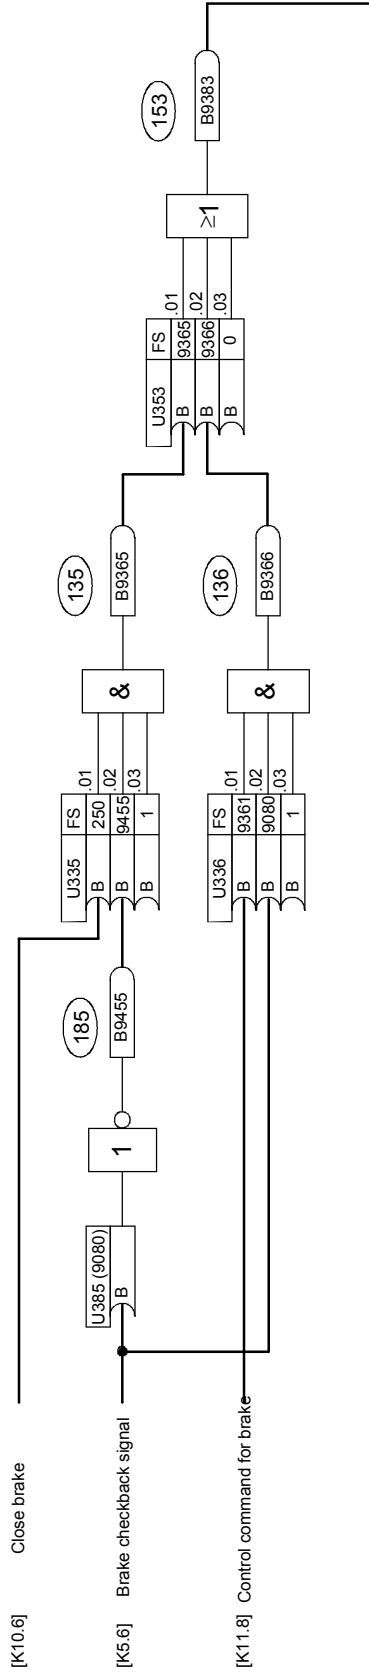 [K10.6] Close brake
[K5.6] Brake checkback signal
[K11.8] Control command for brake
U385 (9080)
B
1
185
B9455
U335 FS
B 250 .01
B 9455 .02
B 1 .03
&
135
B9365
U336 FS
B 9361 .01
B 9080 .02
B 1 .03
&
136
B9366
U353 FS
B 9365 .01
B 9366 .02
B 0 .03
≥1
153
B9383